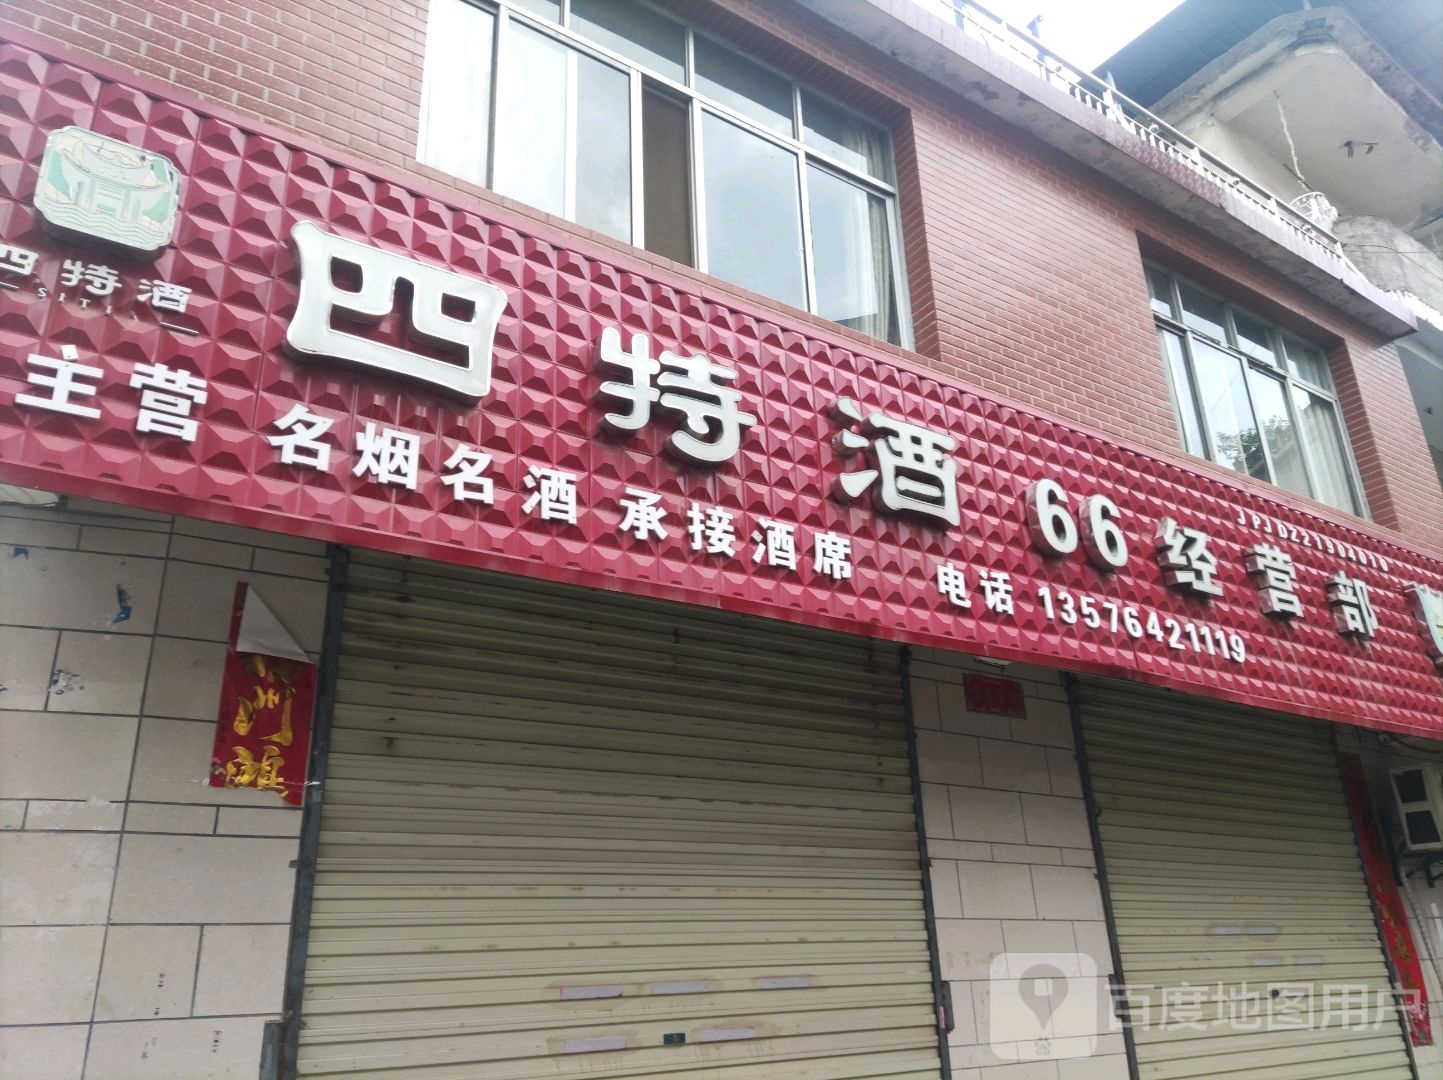 四特酒
四特酒 66经营部
JPJDZ21904010
主营 名烟名酒 承接酒席 电话 13576421119
百度地图用户